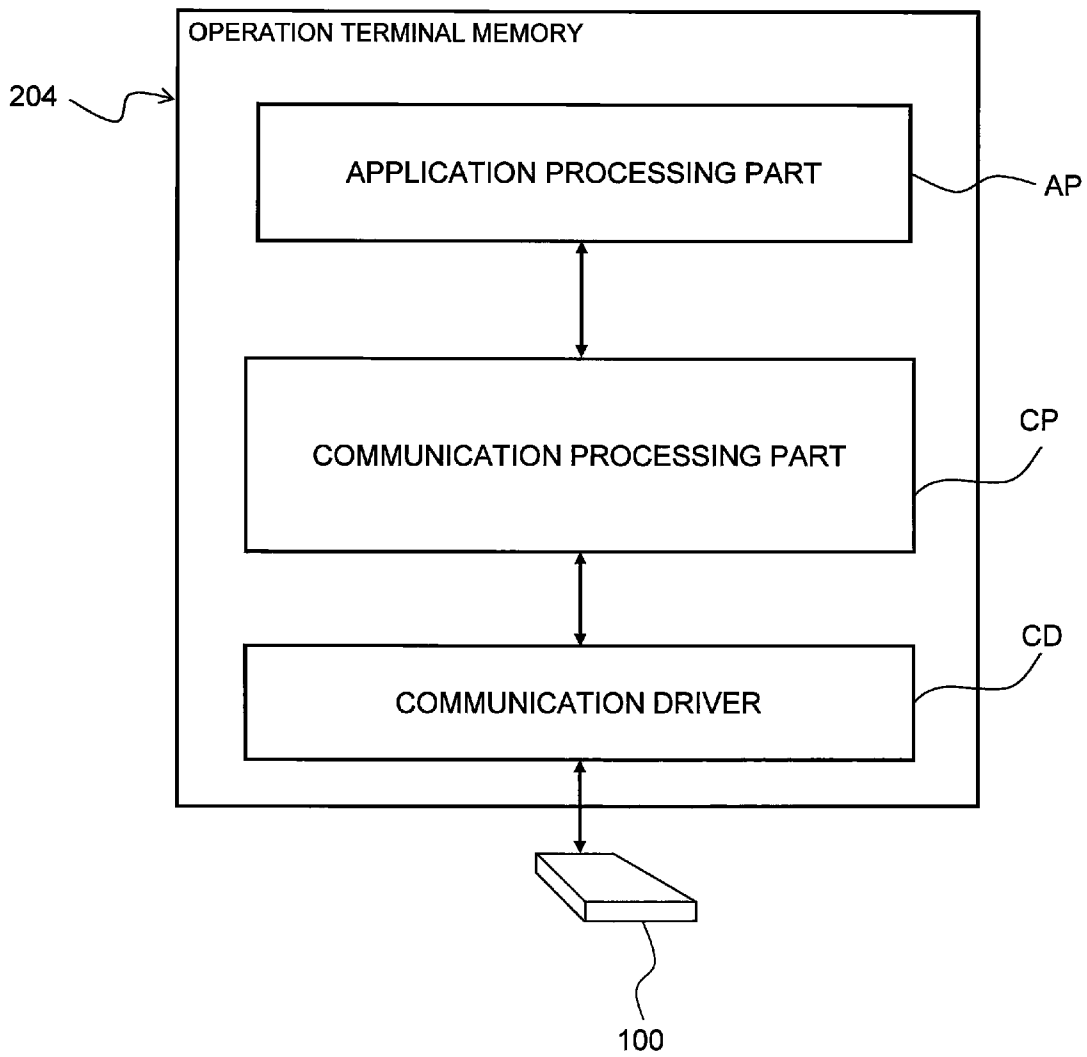 OPERATION TERMINAL MEMORY
204
APPLICATION PROCESSING PART
AP
COMMUNICATION PROCESSING PART
CP
COMMUNICATION DRIVER
CD
100